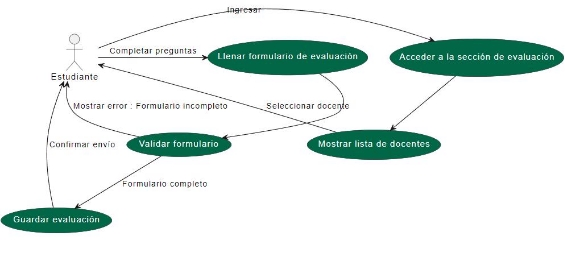 Ingresar
Completar preguntas
Llenar formulario de evaluación
Acceder a la sección de evaluación
Estudiante
Mostrar error : Formulario incompleto
Seleccionar docente
Confirmar envío
Validar formulario
Mostrar lista de docentes
Formulario completo
Guardar evaluación